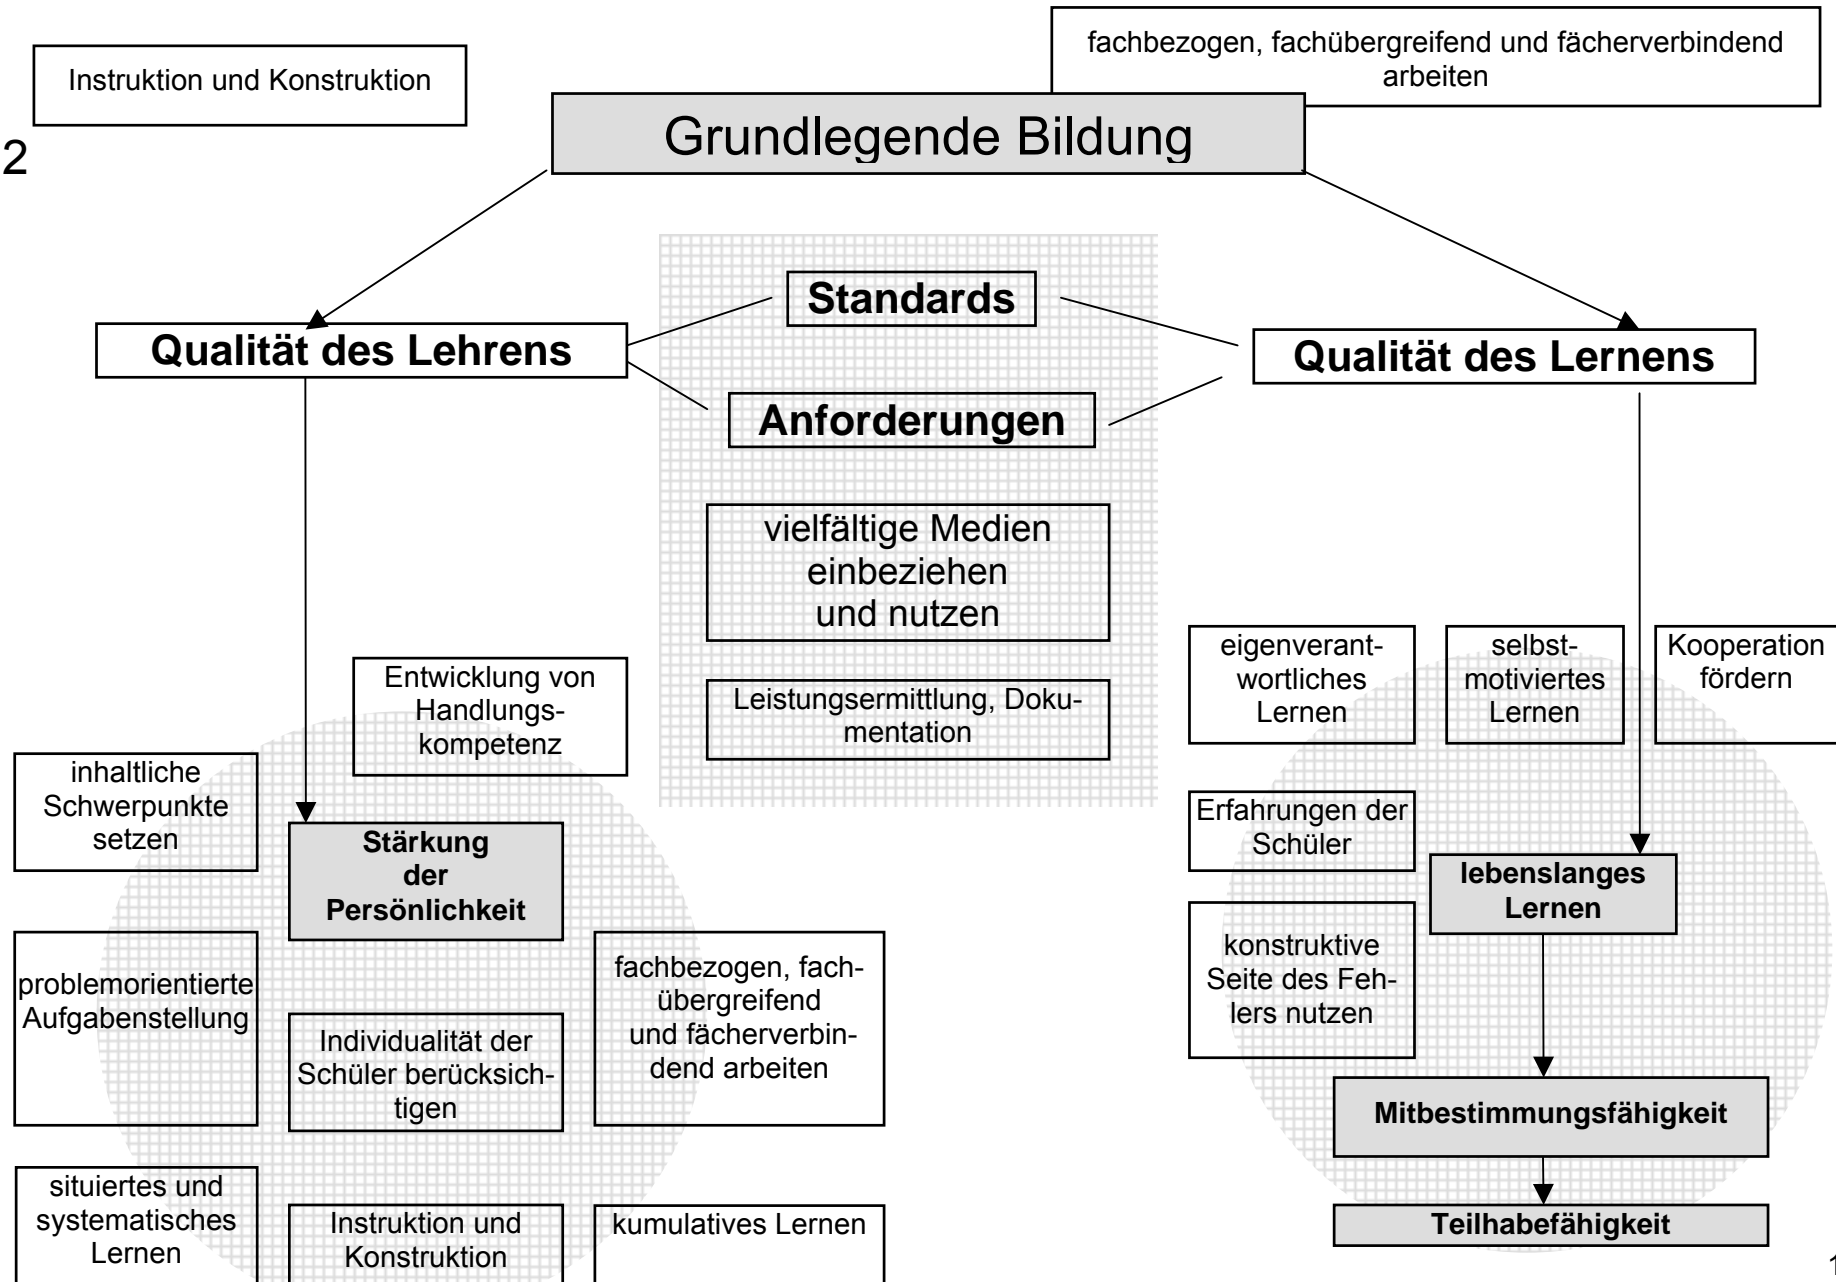 Instruktion und Konstruktion
fachbezogen, fachübergreifend und fächerverbindend
arbeiten
2
Grundlegende Bildung
Standards
Qualität des Lehrens
Qualität des Lernens
Anforderungen
vielfältige Medien
einbeziehen
und nutzen
Leistungsermittlung, Doku-
mentation
Entwicklung von
Handlungs-
kompetenz
inhaltliche
Schwerpunkte
setzen
Stärkung
der
Persönlichkeit
problemorientierte
Aufgabenstellung
Individualität der
Schüler berücksich-
tigen
fachbezogen, fach-
übergreifend
und fächerverbin-
dend arbeiten
situiertes und
systematisches
Lernen
Instruktion und
Konstruktion
kumulatives Lernen
eigenverant-
wortliches
Lernen
selbst-
motiviertes
Lernen
Kooperation
fördern
Erfahrungen der
Schüler
lebenslanges
Lernen
konstruktive
Seite des Feh-
lers nutzen
Mitbestimmungsfähigkeit
Teilhabefähigkeit